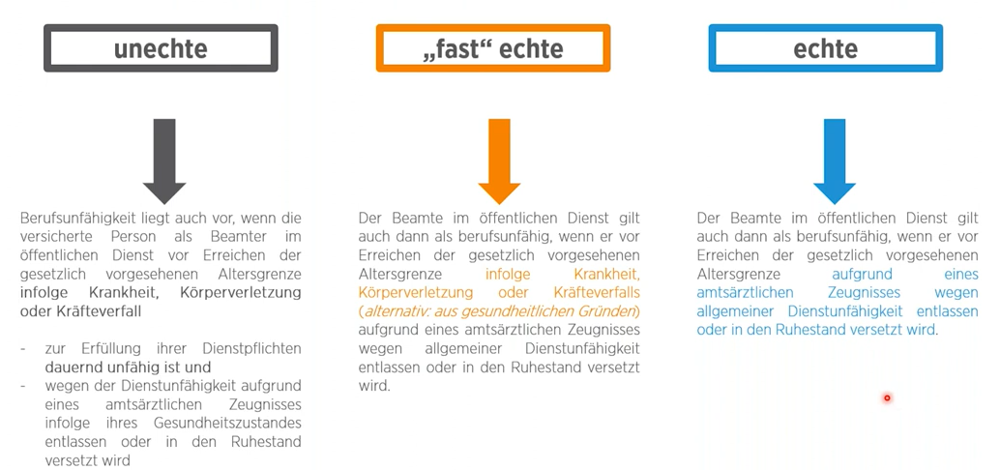 unechte
Berufsunfähigkeit liegt auch vor, wenn die
versicherte Person als Beamter im
öffentlichen Dienst vor Erreichen der
gesetzlich vorgesehenen Altersgrenze
infolge Krankheit, Körperverletzung
oder Kräfteverfall
- zur Erfüllung ihrer Dienstpflichten
dauernd unfähig ist und
- wegen der Dienstunfähigkeit aufgrund
eines amtsärztlichen Zeugnisses
infolge ihres Gesundheitszustandes
entlassen oder in den Ruhestand
versetzt wird
„fast“ echte
Der Beamte im öffentlichen Dienst gilt
auch dann als berufsunfähig, wenn er vor
Erreichen der gesetzlich vorgesehenen
Altersgrenze infolge Krankheit,
Körperverletzung oder Kräfteverfalls
(alternativ: aus gesundheitlichen Gründen)
aufgrund eines amtsärztlichen Zeugnisses
wegen allgemeiner Dienstunfähigkeit
entlassen oder in den Ruhestand versetzt
wird.
echte
Der Beamte im öffentlichen Dienst gilt
auch dann als berufsunfähig, wenn er vor
Erreichen der gesetzlich vorgesehenen
Altersgrenze aufgrund eines
amtsärztlichen Zeugnisses wegen
allgemeiner Dienstunfähigkeit entlassen
oder in den Ruhestand versetzt wird.